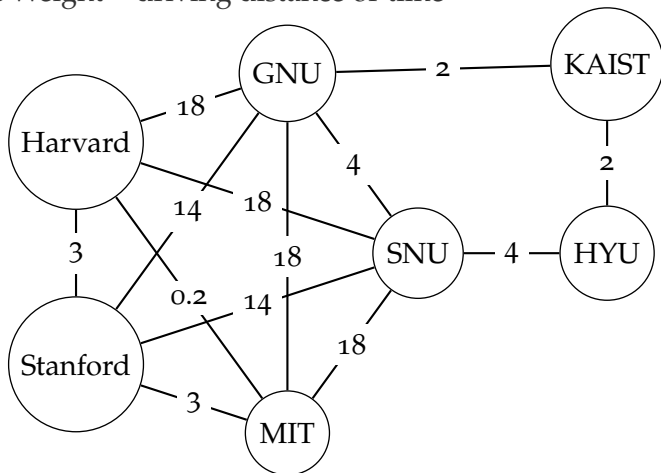 Weight = driving distance or time
GNU
2
KAIST
18
Harvard
4
2
14
18
3
18
SNU
4
HYU
0.2
14
18
Stanford
3
MIT